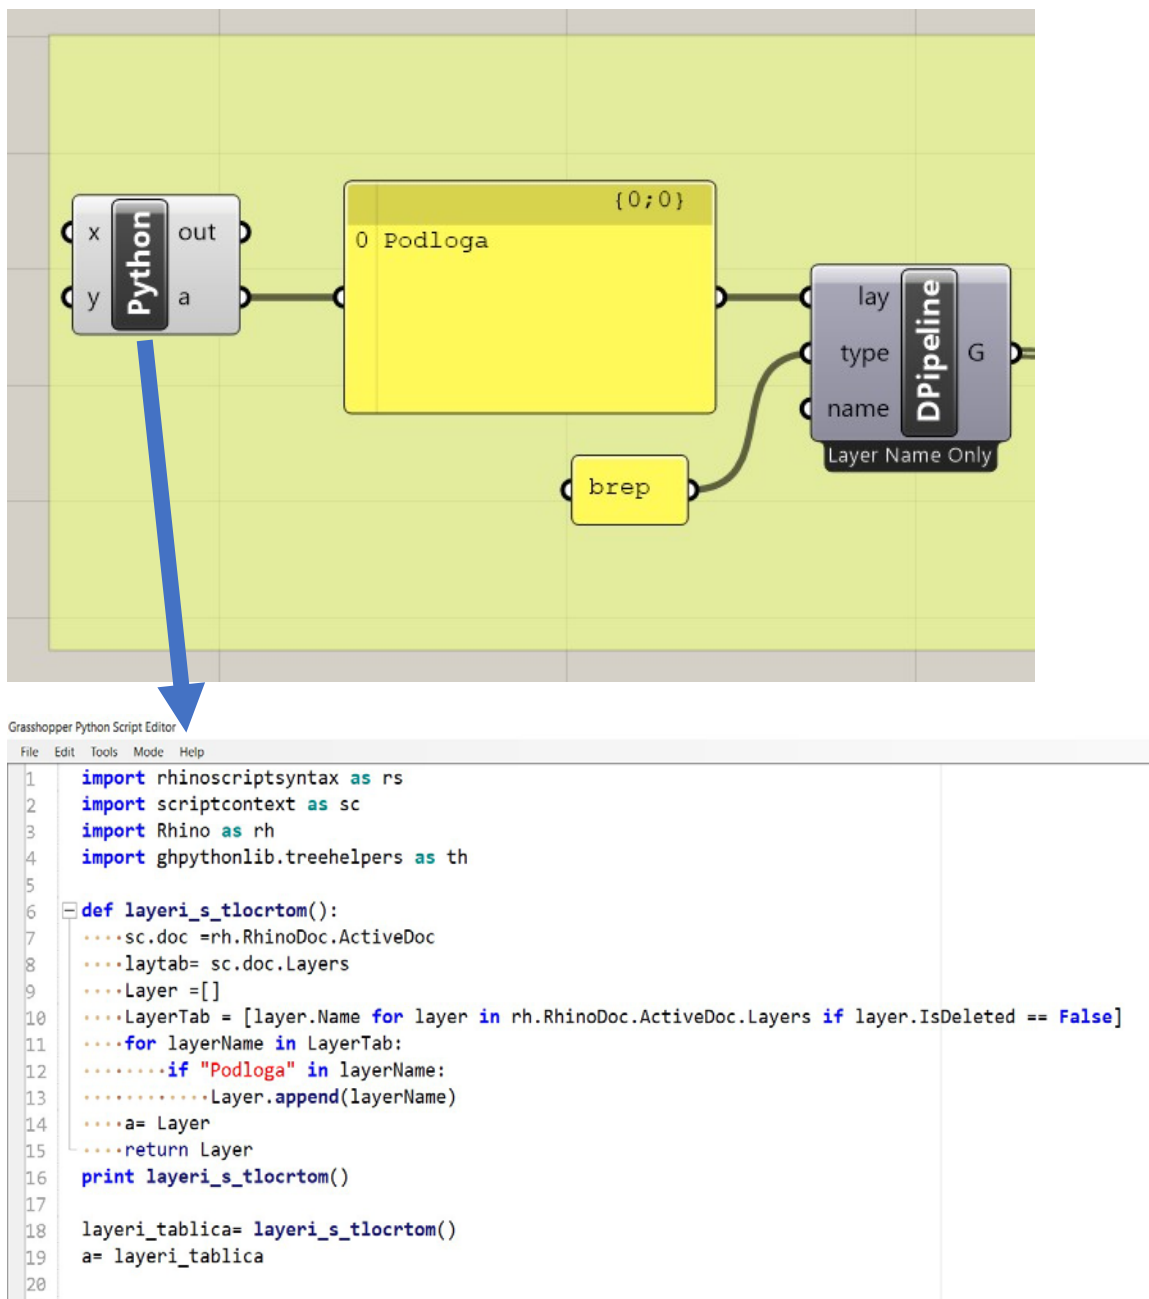 {0;0}
x
Python
out
y
a
0 Podloga
lay
type
name
DPipeline
G
Layer Name Only
brep
Grasshopper Python Script Editor
File Edit Tools Mode Help
1 import rhinoscriptsyntax as rs
2 import scriptcontext as sc
3 import Rhino as rh
4 import ghpythonlib.treehelpers as th
5
6 def layeri_s_tlocrtom():
7 ····sc.doc =rh.RhinoDoc.ActiveDoc
8 ····laytab= sc.doc.Layers
9 ····Layer =[]
10 ····LayerTab = [layer.Name for layer in rh.RhinoDoc.ActiveDoc.Layers if layer.IsDeleted == False]
11 ····for layerName in LayerTab:
12 ········if "Podloga" in layerName:
13 ············Layer.append(layerName)
14 ····a= Layer
15 ····return Layer
16 print layeri_s_tlocrtom()
17
18 layeri_tablica= layeri_s_tlocrtom()
19 a= layeri_tablica
20